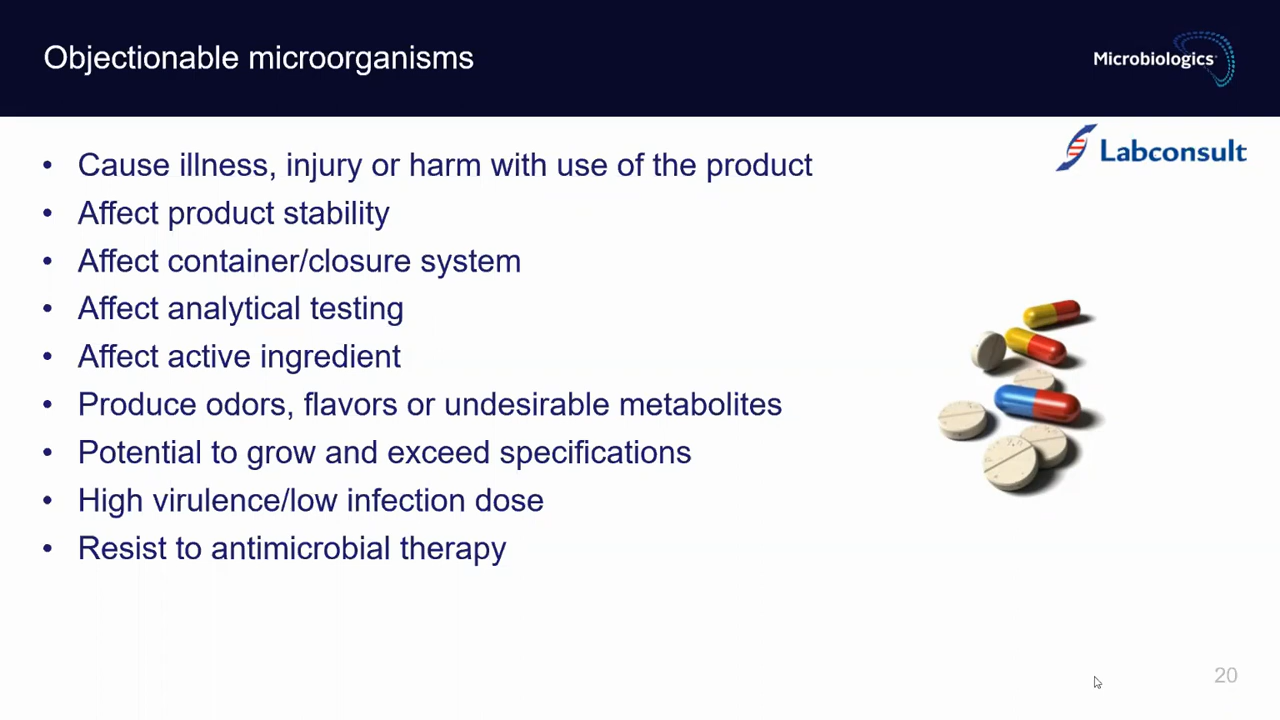 Objectionable microorganisms
Microbiologics
Labconsult
• Cause illness, injury or harm with use of the product
• Affect product stability
• Affect container/closure system
• Affect analytical testing
• Affect active ingredient
• Produce odors, flavors or undesirable metabolites
• Potential to grow and exceed specifications
• High virulence/low infection dose
• Resist to antimicrobial therapy
20